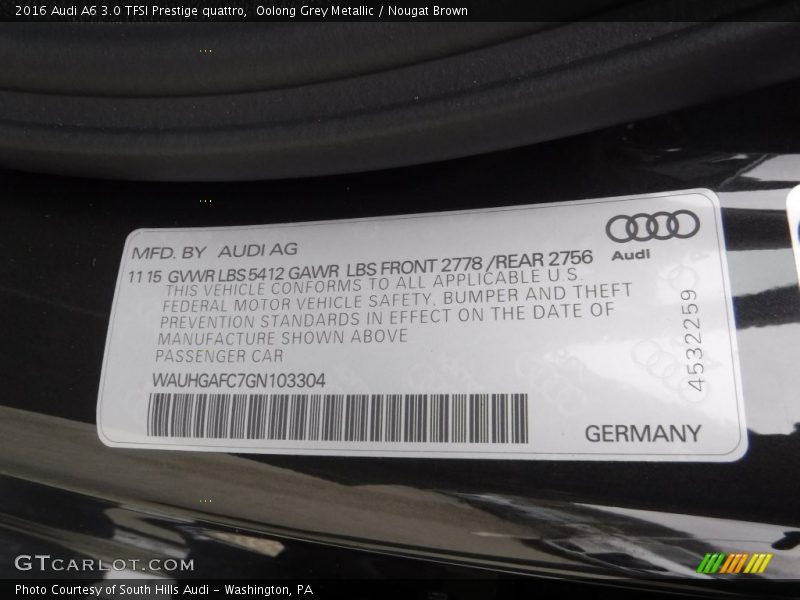 2016 Audi A6 3.0 TFSI Prestige quattro,  Oolong Grey Metallic / Nougat Brown
MFD. BY AUDI AG
Audi
11 15 GVWR LBS 5412 GAWR LBS FRONT 2778 /REAR 2756
THIS VEHICLE CONFORMS TO ALL APPLICABLE U.S.
FEDERAL MOTOR VEHICLE SAFETY, BUMPER AND THEFT
PREVENTION STANDARDS IN EFFECT ON THE DATE OF
MANUFACTURE SHOWN ABOVE
PASSENGER CAR
WAUHGAFC7GN103304
4532259
GERMANY
GTCARLOT.COM
Photo Courtesy of South Hills Audi - Washington, PA